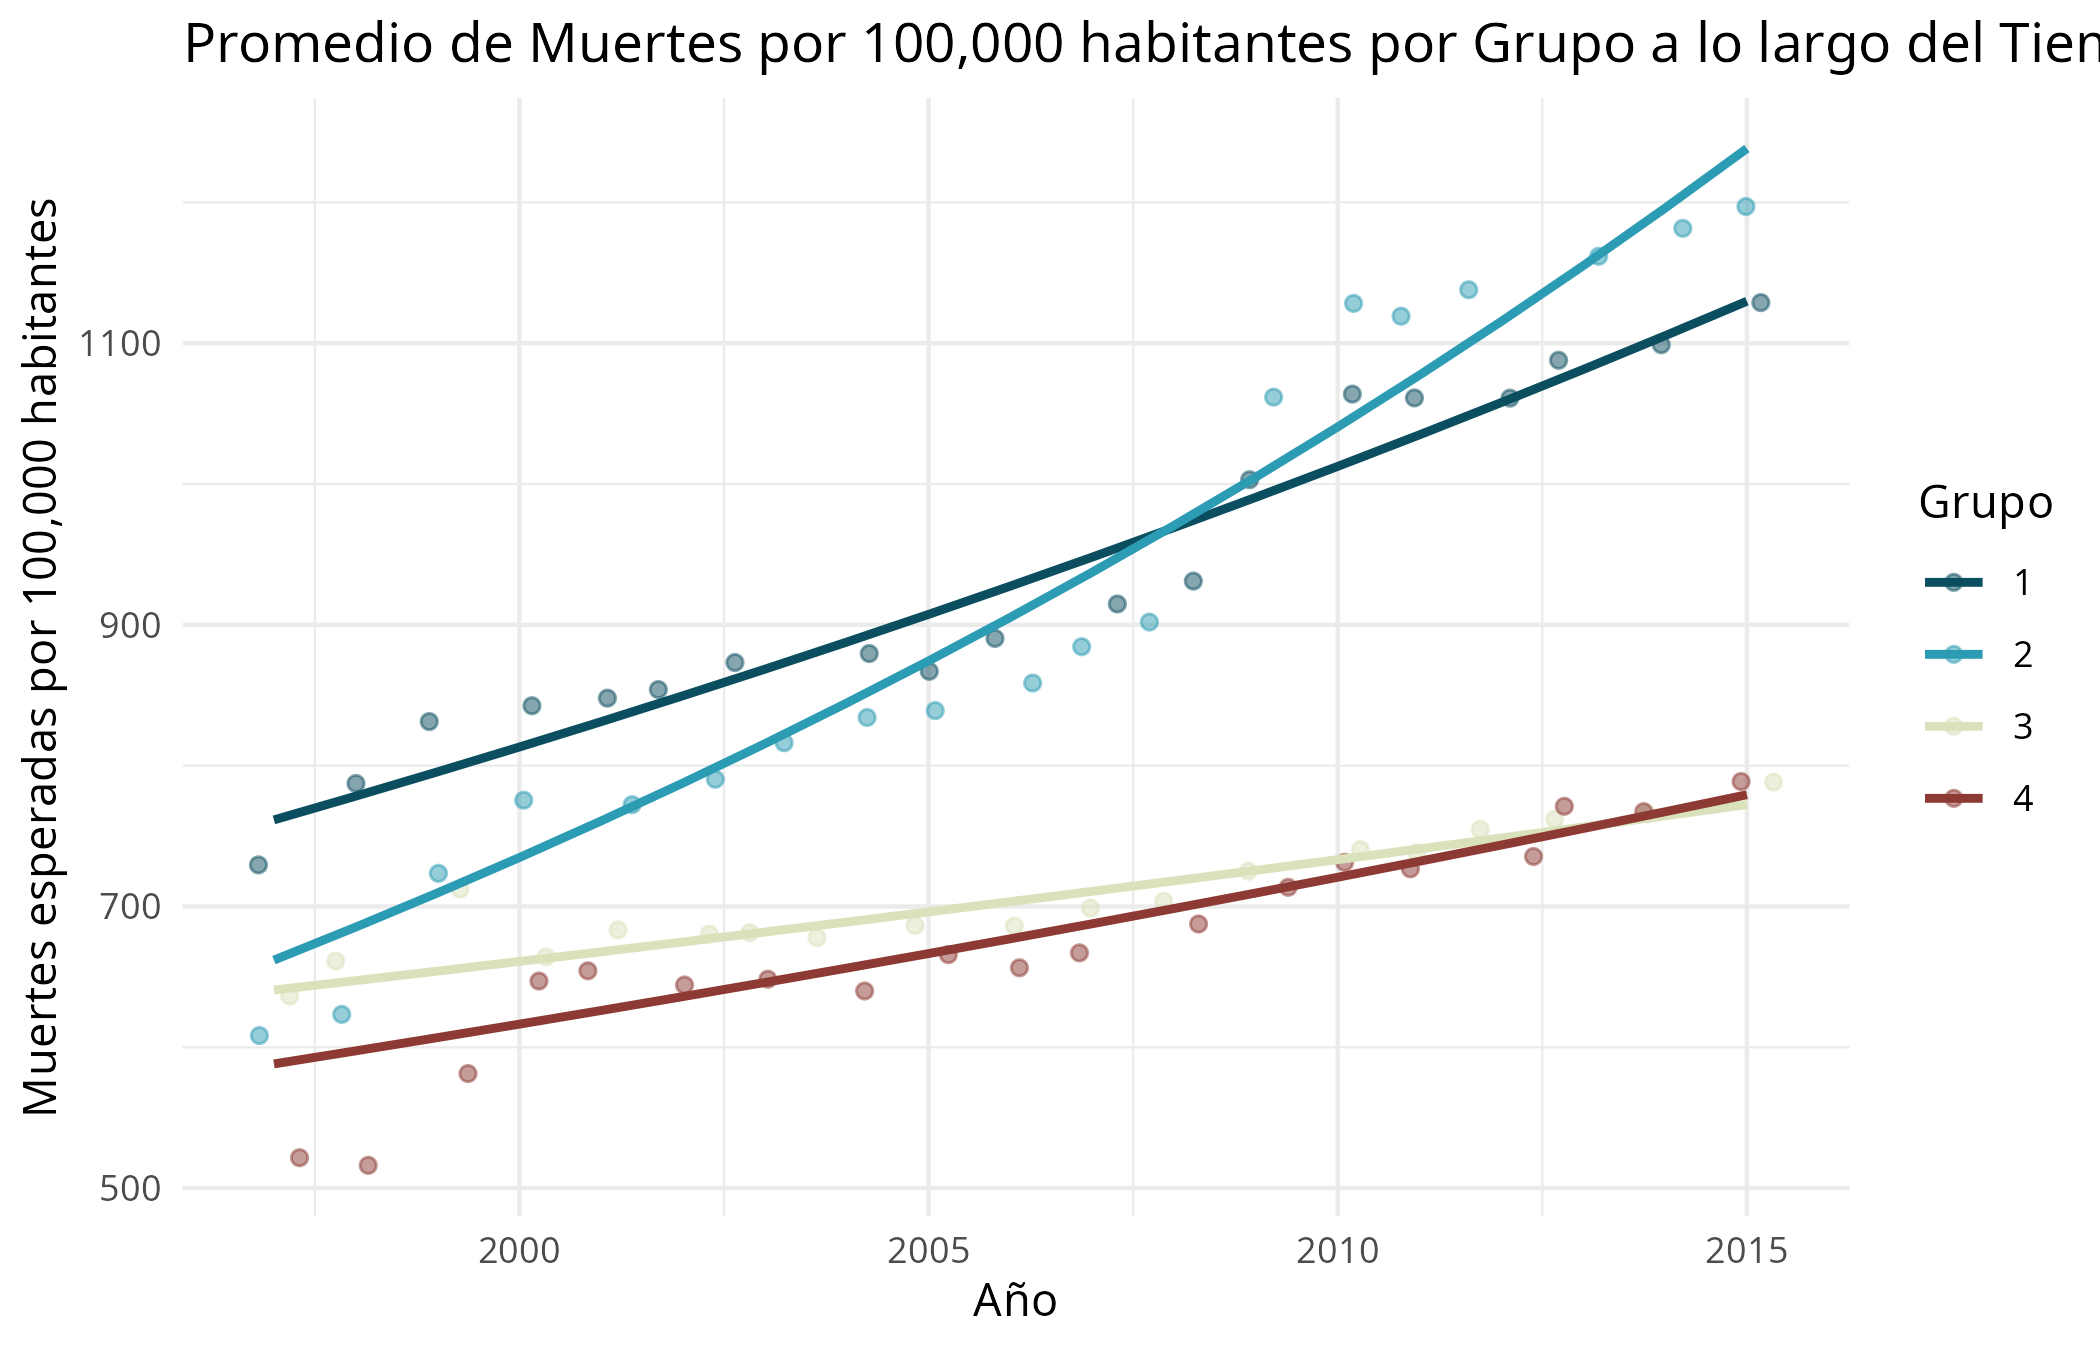 Promedio de Muertes por 100,000 habitantes por Grupo a lo largo del
Muertes esperadas por 100,000 habitantes
1100
900
700
500
2000 2005 2010 2015
Año
Grupo
1
2
3
4